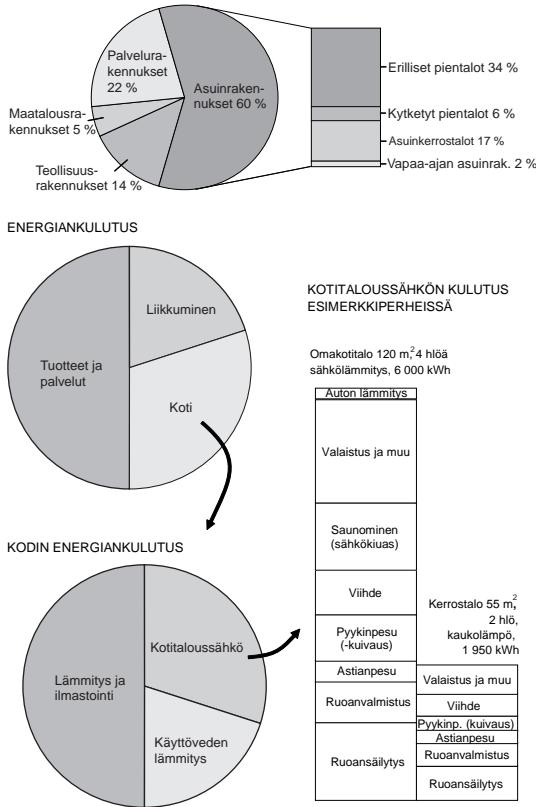 Palvelura-
kennukset
22 %
Asuinraken-
nukset 60 %
Maatalousra-
kennukset 5 %
Teollisuus-
rakennukset 14 %
Erilliset pientalot 34 %
Kytketyt pientalot 6 %
Asuinkerrostalot 17 %
Vapaa-ajan asuinrak. 2 %
ENERGIANKULUTUS
Liikkuminen
Tuotteet ja
palvelut
Koti
KODIN ENERGIANKULUTUS
Kotitaloussähkö
Lämmitys ja
ilmastointi
Käyttöveden
lämmitys
KOTITALOUSSÄHKÖN KULUTUS
ESIMERKKIPERHEISSÄ
Omakotitalo 120 m,² 4 hlöä
sähkölämmitys, 6 000 kWh
Auton lämmitys
Valaistus ja muu
Saunominen
(sähkökiuas)
Viihde
Pyykinpesu
(-kuivaus)
Astianpesu
Ruoanvalmistus
Ruoansäilytys
Kerrostalo 55 m,²
2 hlö,
kaukolämpö,
1 950 kWh
Valaistus ja muu
Viihde
Pyykinp. (kuivaus)
Astianpesu
Ruoanvalmistus
Ruoansäilytys